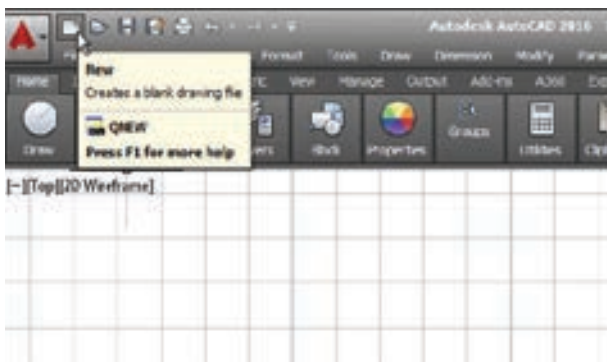 Autodesk AutoCAD 2016
Format Tools Draw Dimension Modify
Home View Manage Output Add-ins A360
New
Creates a blank drawing file
QNEW
Press F1 for more help
Draw Block Properties Groups Utilities
[-][Top][2D Wireframe]